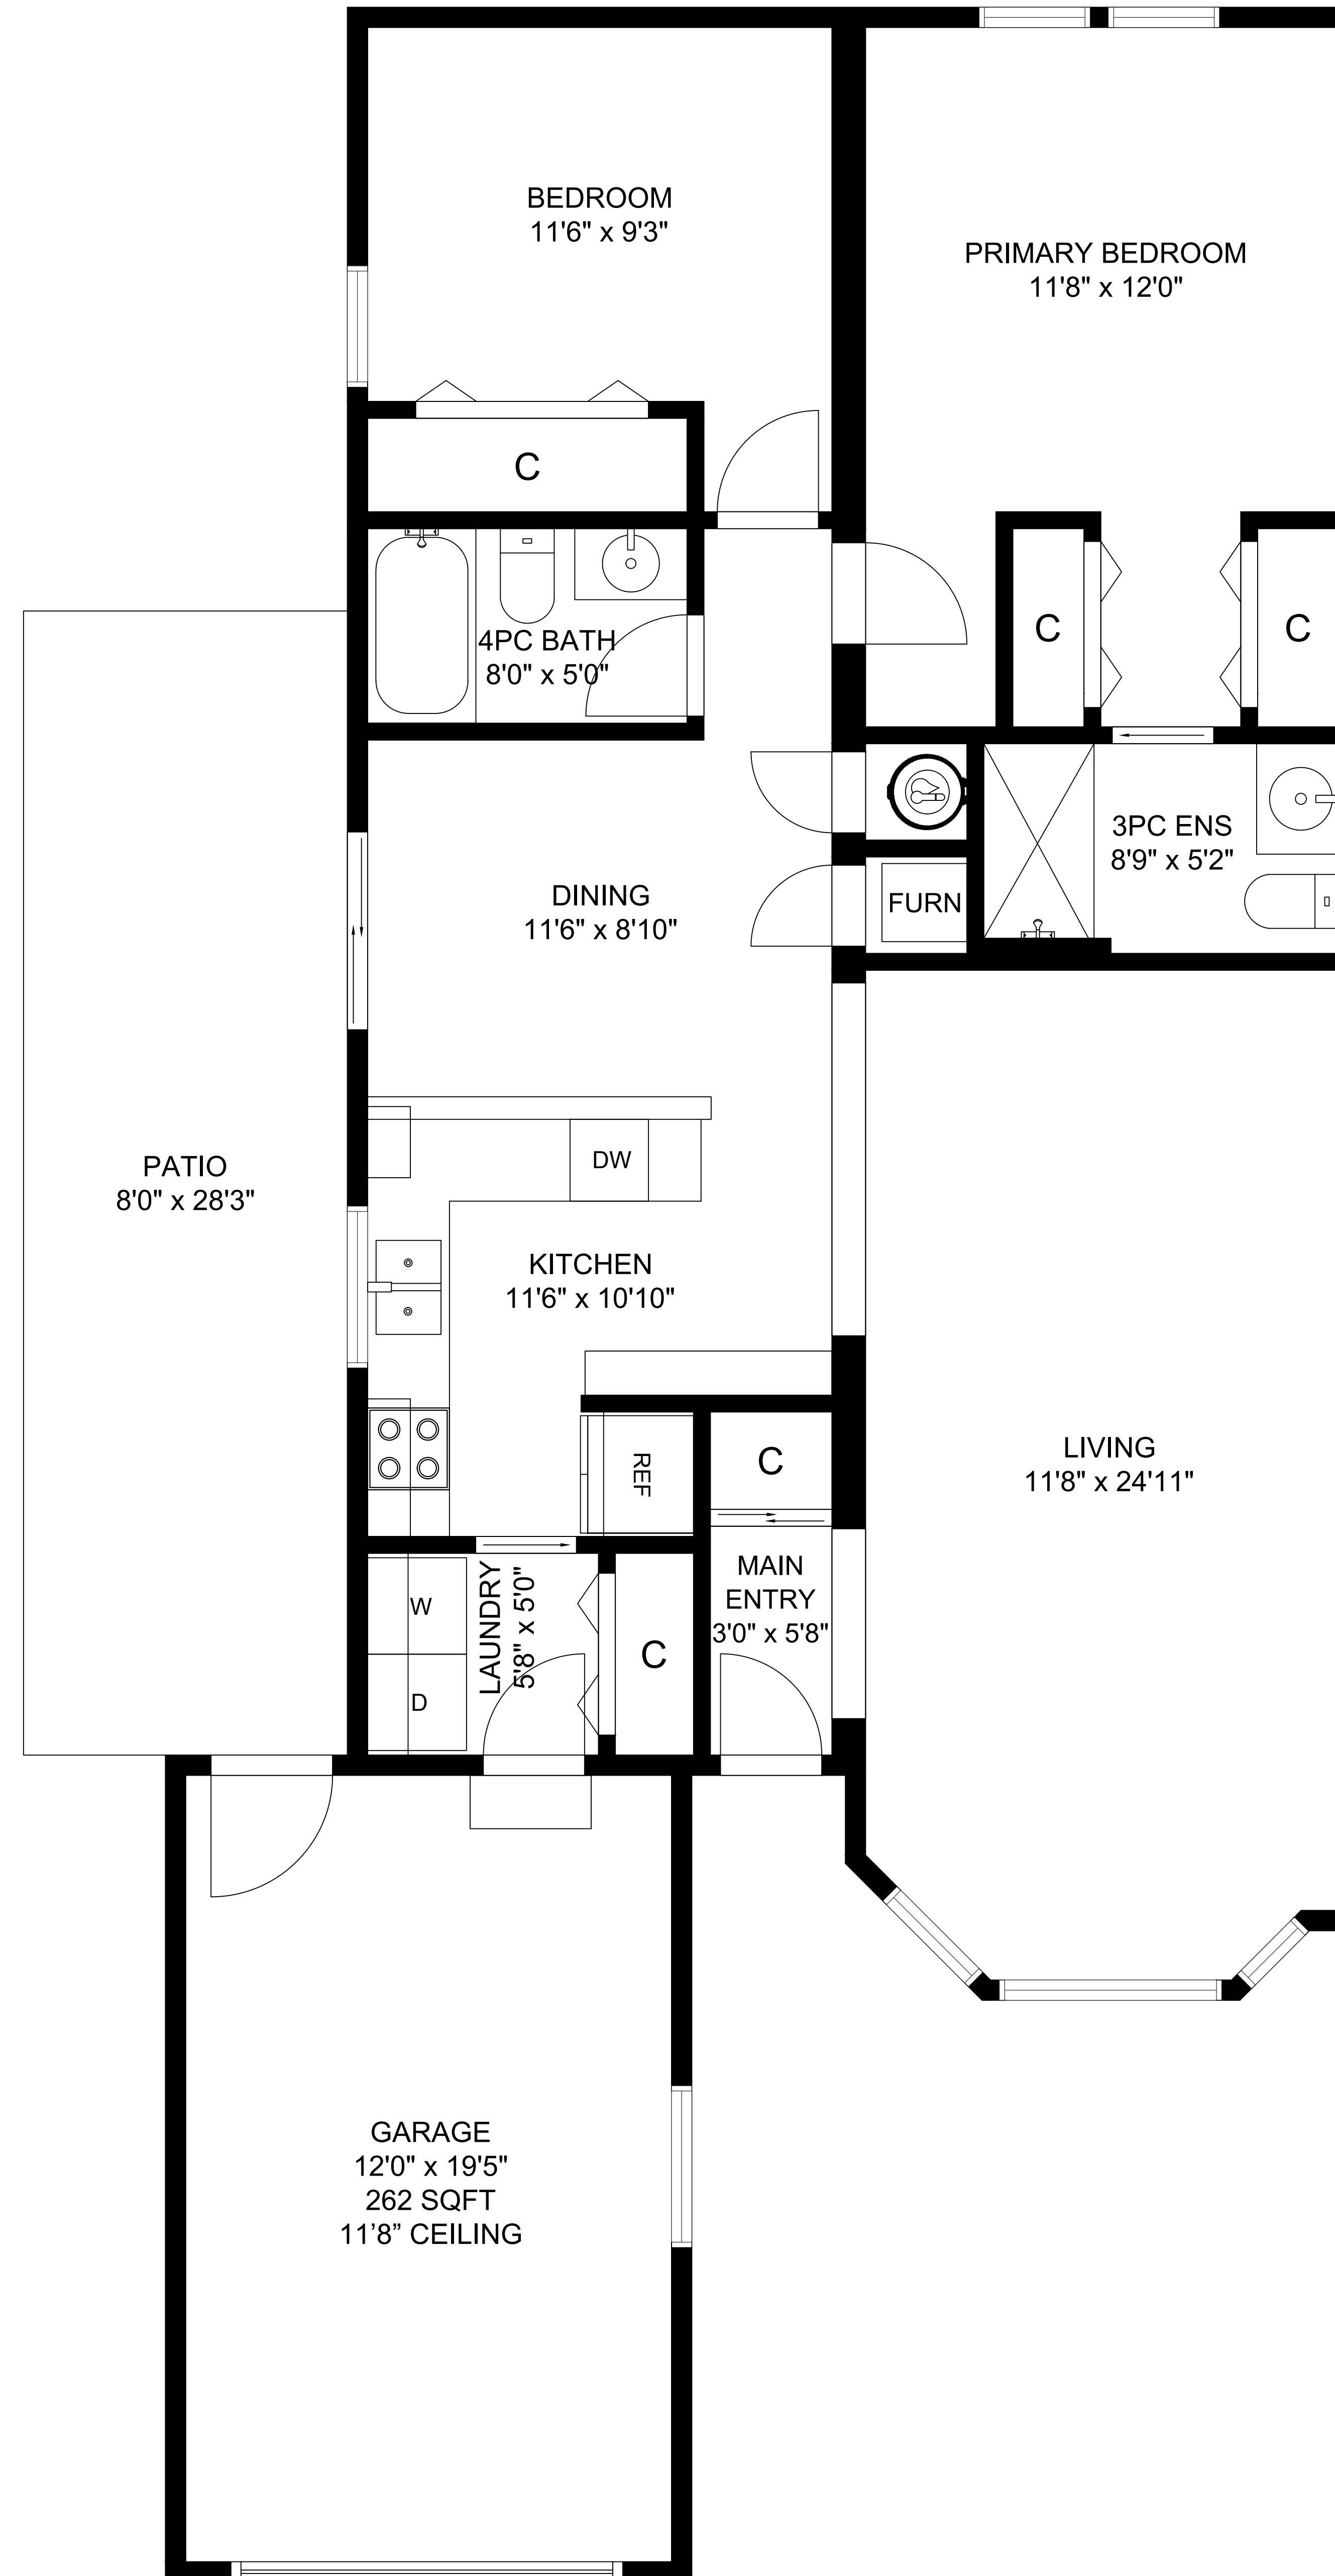 BEDROOM
11'6" x 9'3"
PRIMARY BEDROOM
11'8" x 12'0"
C
C
C
4PC BATH
8'0" x 5'0"
3PC ENS
8'9" x 5'2"
DINING
11'6" x 8'10"
FURN
PATIO
8'0" x 28'3"
DW
KITCHEN
11'6" x 10'10"
LIVING
11'8" x 24'11"
REF
C
MAIN
ENTRY
3'0" x 5'8"
LAUNDRY
5'8" x 5'0"
W
D
C
GARAGE
12'0" x 19'5"
262 SQFT
11’8” CEILING